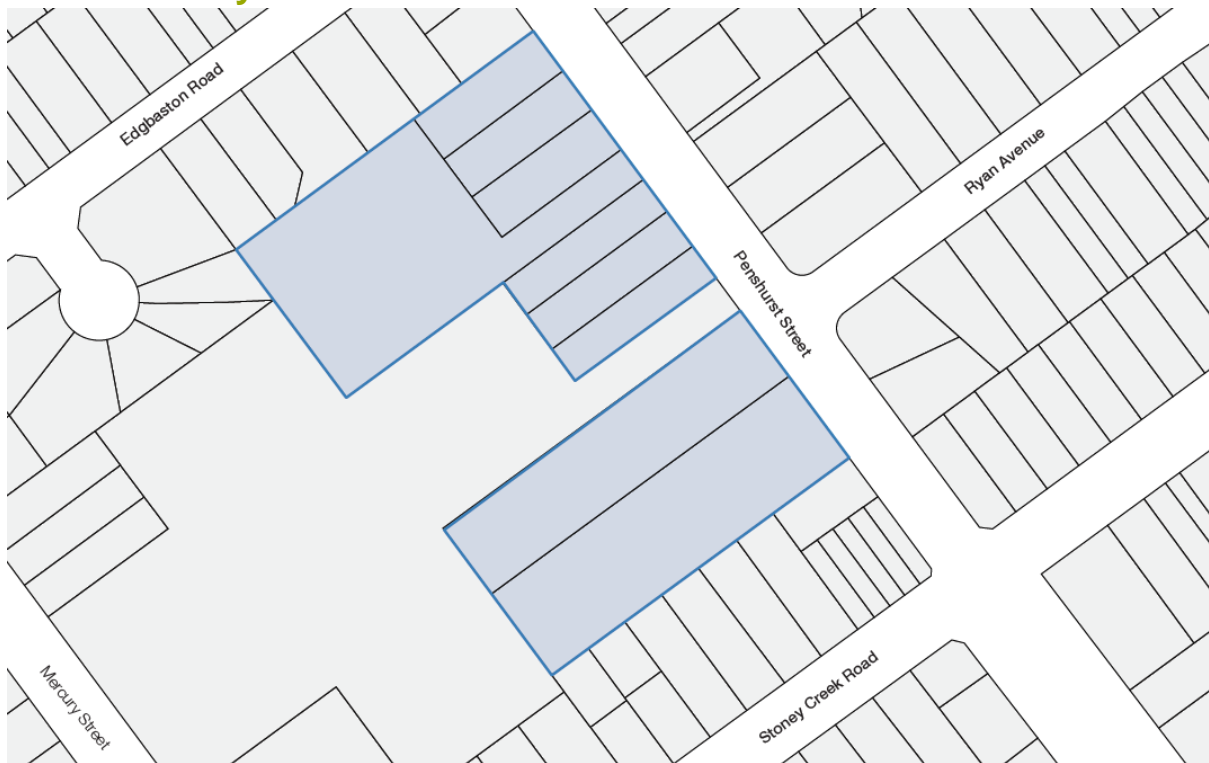 Edgbaston Road
Ryan Avenue
Penshurst Street
Mercury Street
Stoney Creek Road